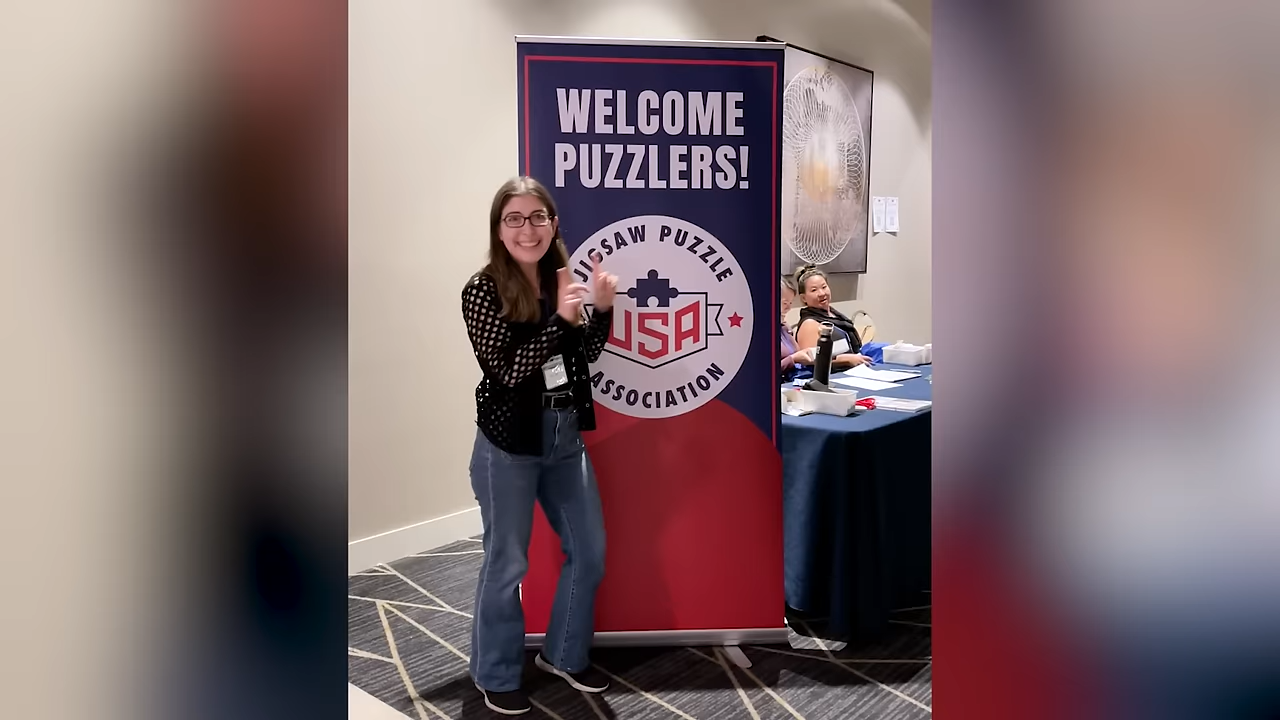 WELCOME
PUZZLERS!
JIGSAW PUZZLE
USA
ASSOCIATION